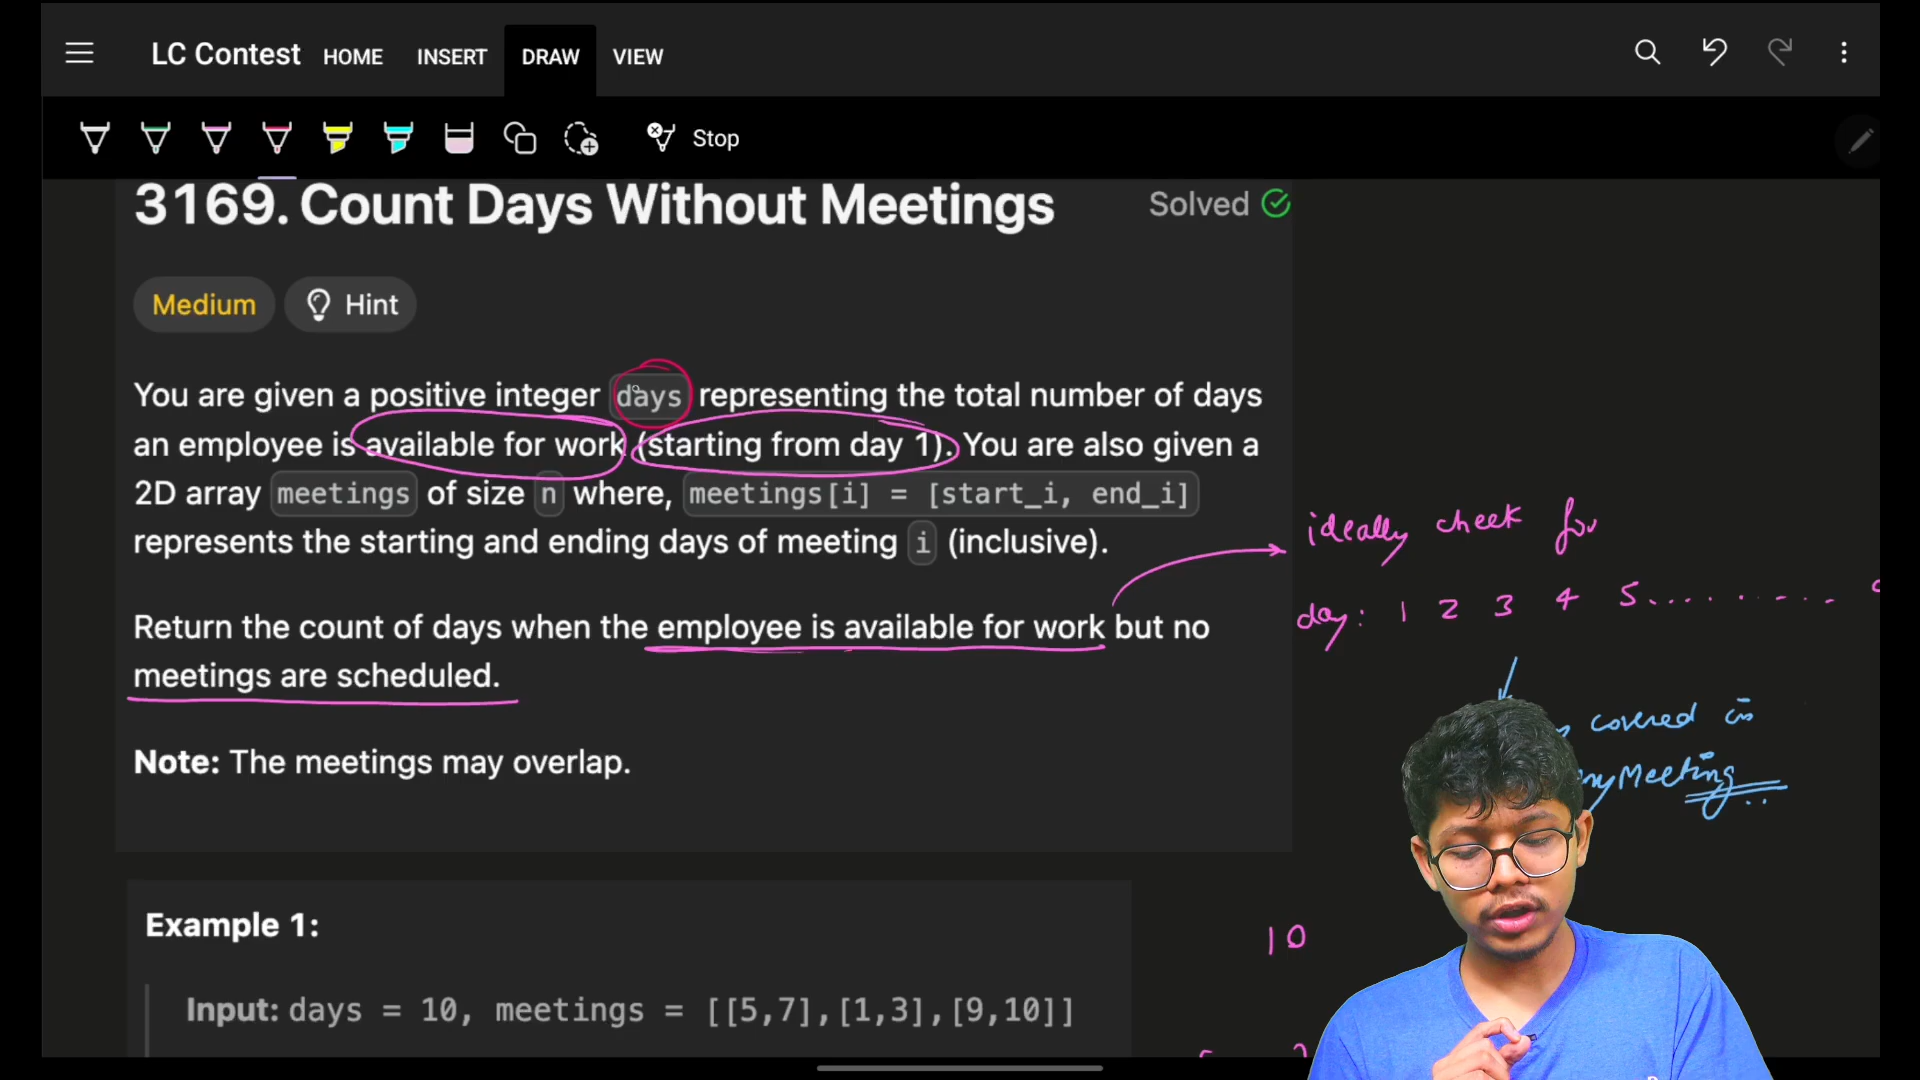 LC Contest HOME INSERT DRAW VIEW
Stop
3169. Count Days Without Meetings
Solved
Medium Hint
You are given a positive integer days representing the total number of days
an employee is available for work (starting from day 1). You are also given a
2D array meetings of size n where, meetings[i] = [start_i, end_i]
represents the starting and ending days of meeting i (inclusive).
Return the count of days when the employee is available for work but no
meetings are scheduled.
Note: The meetings may overlap.
ideally check for
day: 1 2 3 4 5.........
covered in
Meeting
10
Example 1:
Input: days = 10, meetings = [[5,7],[1,3],[9,10]]